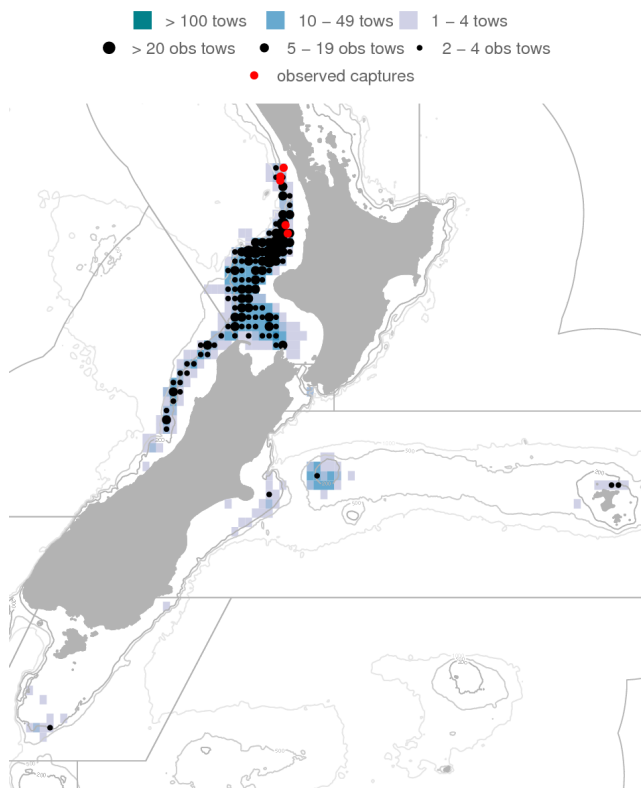 > 100 tows 10 − 49 tows 1 − 4 tows
> 20 obs tows 5 − 19 obs tows 2 − 4 obs tows
observed captures